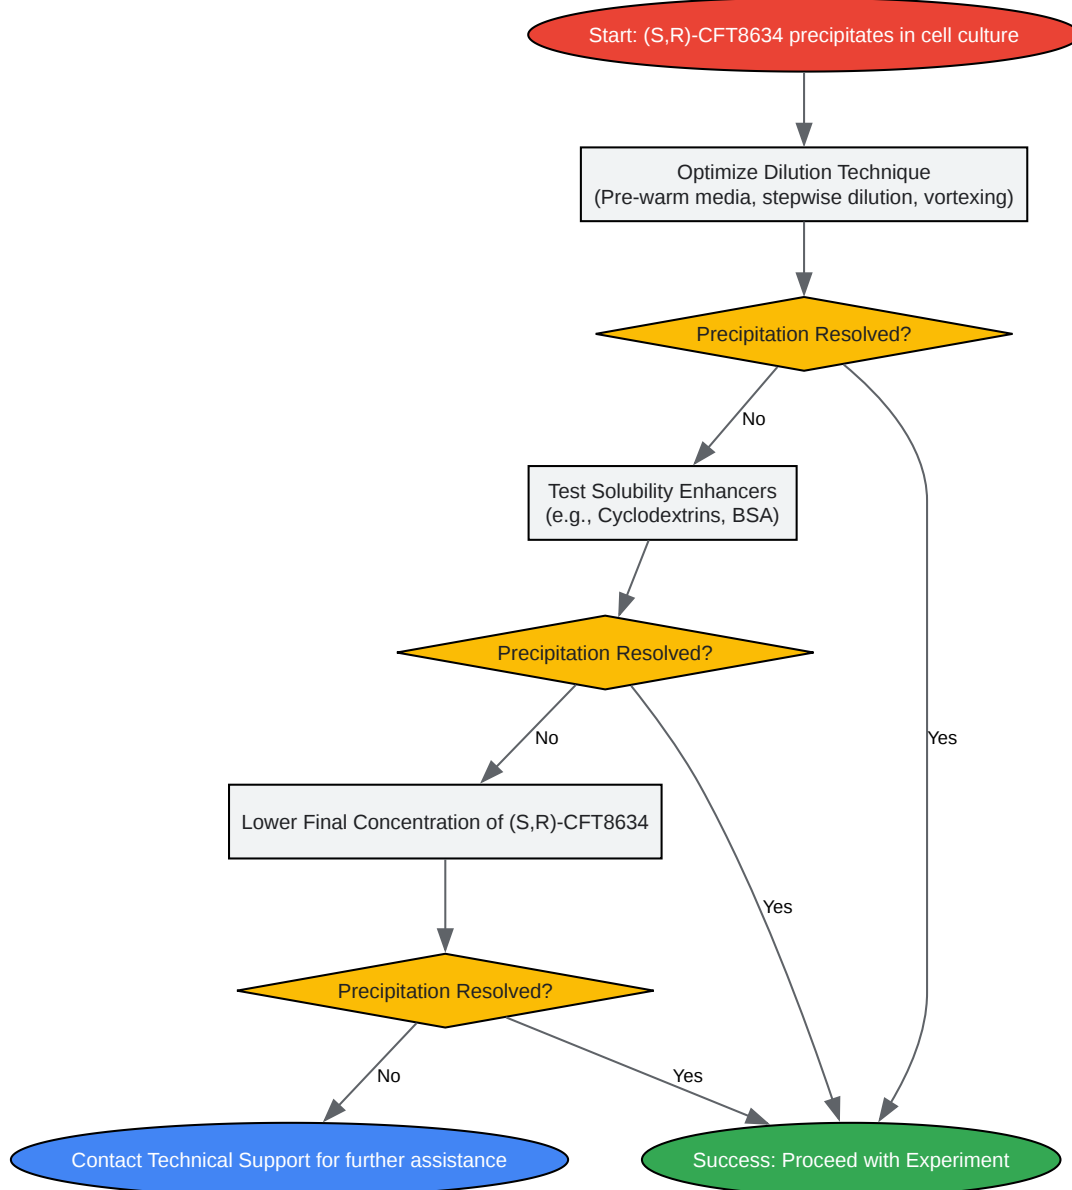 Start: (S,R)-CFT8634 precipitates in cell culture
Optimize Dilution Technique
(Pre-warm media, stepwise dilution, vortexing)
Precipitation Resolved?
No
Test Solubility Enhancers
(e.g., Cyclodextrins, BSA)
Precipitation Resolved?
No
Yes
Lower Final Concentration of (S,R)-CFT8634
Yes
Precipitation Resolved?
No
Yes
Contact Technical Support for further assistance
Success: Proceed with Experiment